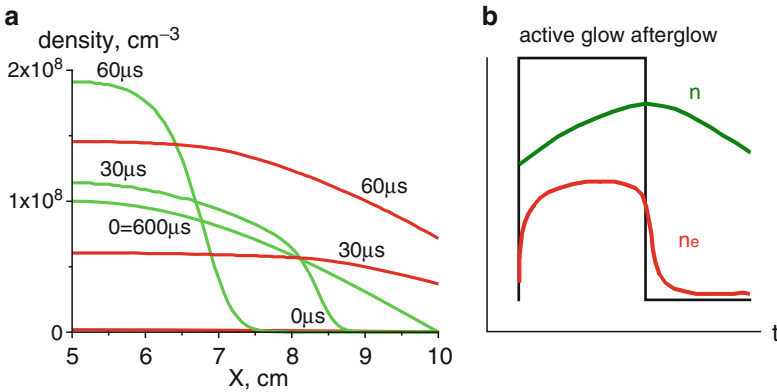 a
density, cm⁻³
2x10⁸
1x10⁸
0
60µs
30µs
0=600µs
60µs
30µs
0µs
5
6
7
8
9
10
X, cm
b
active glow afterglow
n
nₑ
t